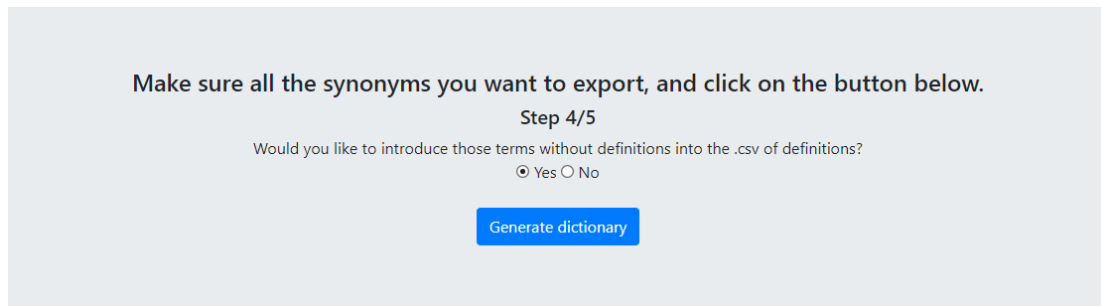 Make sure all the synonyms you want to export, and click on the button below.
Step 4/5
Would you like to introduce those terms without definitions into the .csv of definitions?
Yes No
Generate dictionary